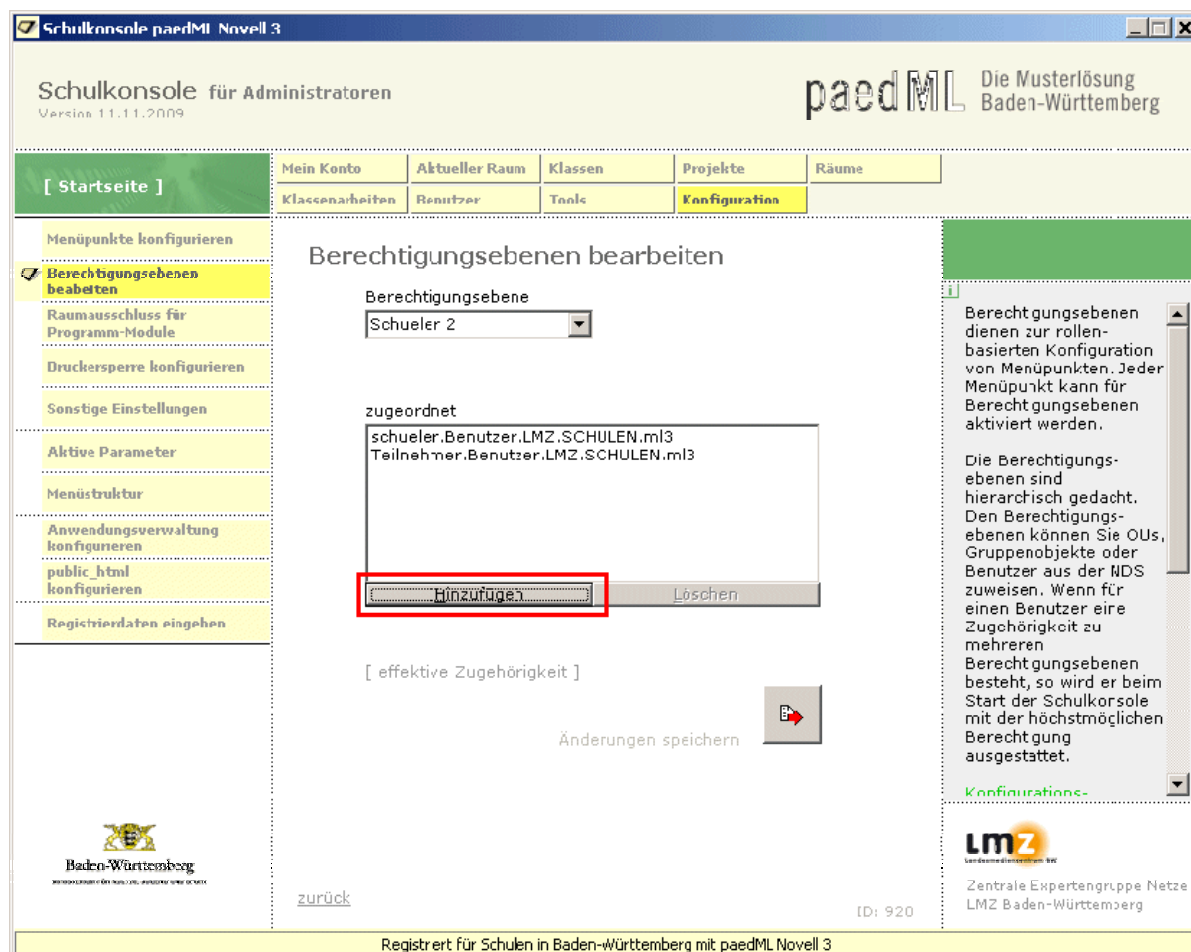 Schulkonsole paedML Novell 3
Schulkonsole für Administratoren
Version 11.11.2009
paedML
Die Musterlösung
Baden-Württemberg
[ Startseite ]
Mein Konto
Aktueller Raum
Klassen
Projekte
Räume
Klassenarbeiten
Benutzer
Tools
Konfiguration
Menüpunkte konfigurieren
Berechtigungsebenen
beabeiten
Raumausschluss für
Programm-Module
Druckersperre konfigurieren
Sonstige Einstellungen
Aktive Parameter
Menüstruktur
Anwendungsverwaltung
konfigurieren
public_html
konfigurieren
Registrierdaten eingeben
Baden-Württemberg
Berechtigungsebenen bearbeiten
Berechtigungsebene
Schueler 2
zugeordnet
schueler.Benutzer.LMZ.SCHULEN.ml3
Teilnehmer.Benutzer.LMZ.SCHULEN.ml3
Hinzufügen
Löschen
[ effektive Zugehörigkeit ]
Änderungen speichern
zurück
ID: 920
i
Berechtigungsebenen
dienen zur rollen-
basierten Konfiguration
von Menüpunkten. Jeder
Menüpunkt kann für
Berechtigungsebenen
aktiviert werden.
Die Berechtigungs-
ebenen sind
hierarchisch gedacht.
Den Berechtigungs-
ebenen können Sie OUs,
Gruppenobjekte oder
Benutzer aus der NDS
zuweisen. Wenn für
einen Benutzer eine
Zugehörigkeit zu
mehreren
Berechtigungsebenen
besteht, so wird er beim
Start der Schulkonsole
mit der höchstmöglichen
Berechtigung
ausgestattet.
Konfigurations-
LMZ
Landesmedienzentrum BW
Zentrale Expertengruppe Netze
LMZ Baden-Württemberg
Registriert für Schulen in Baden-Württemberg mit paedML Novell 3